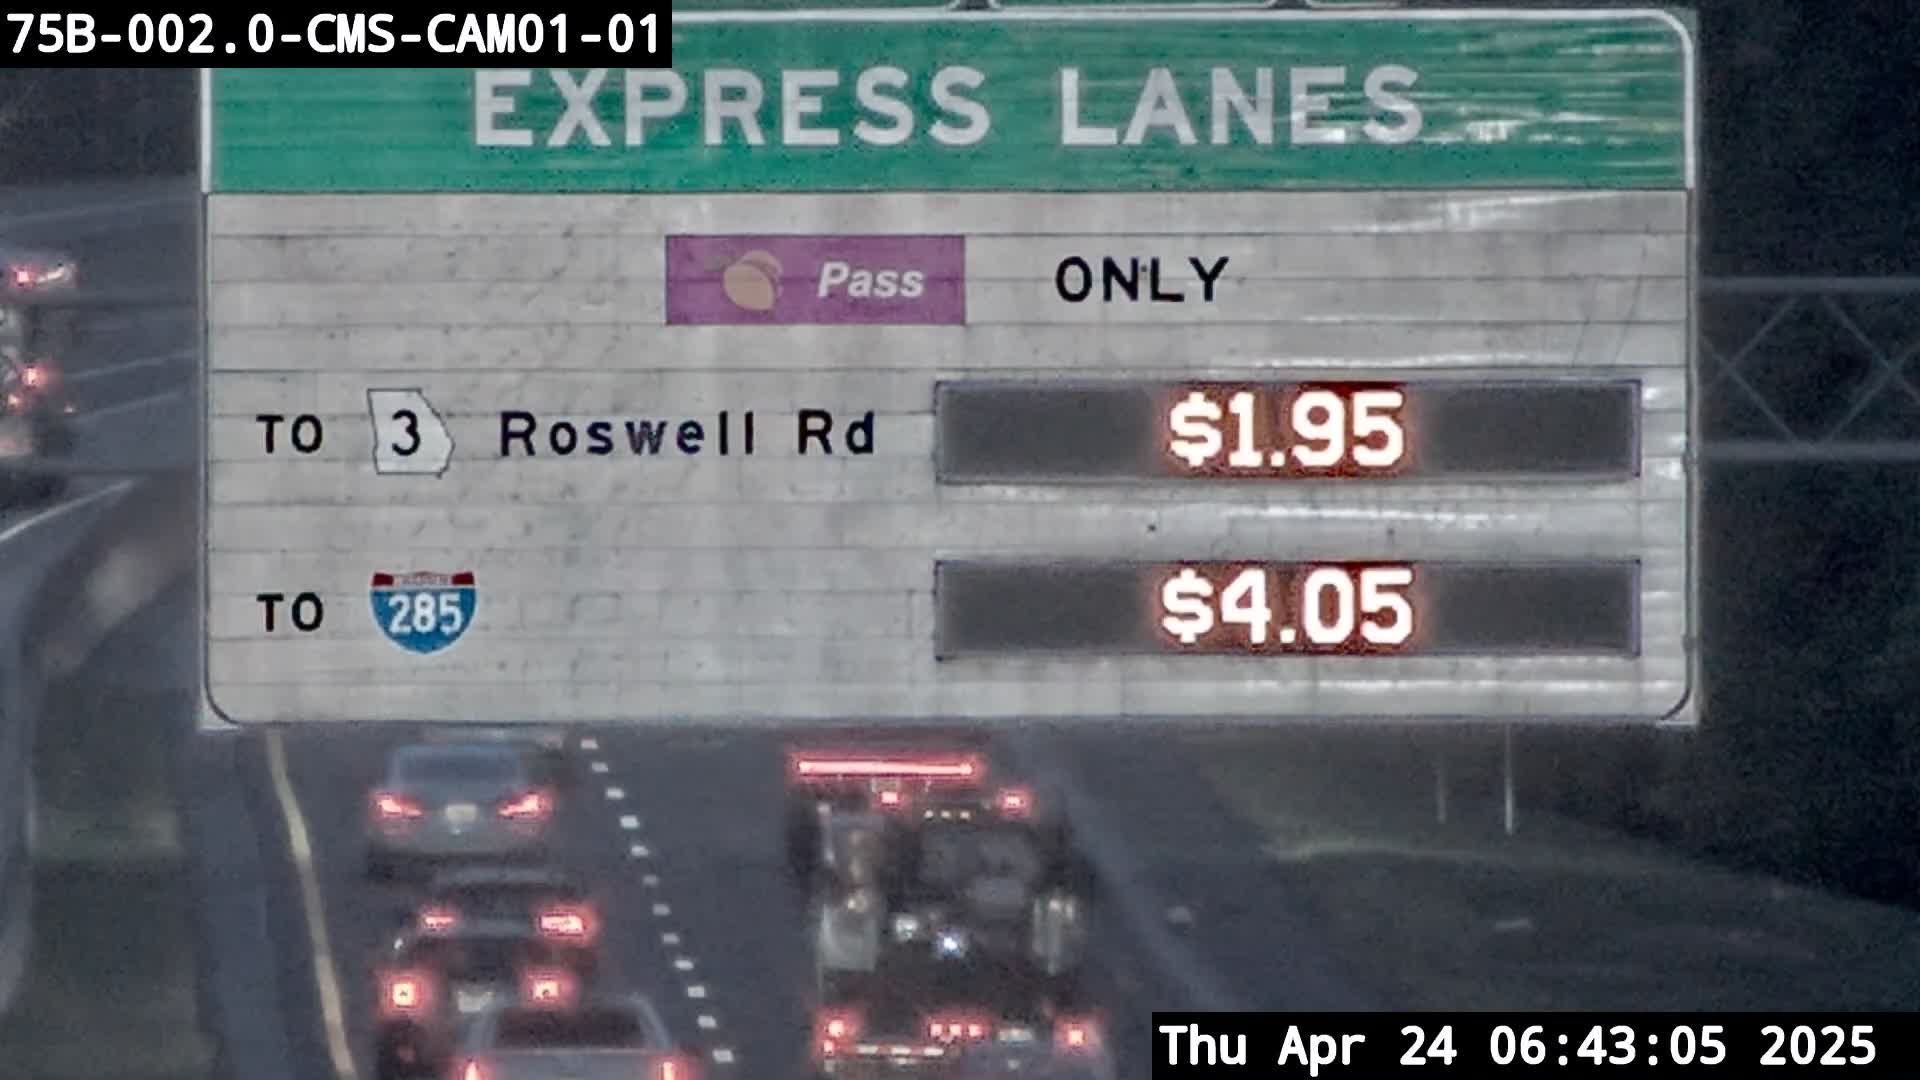 75B-002.0-CMS-CAM01-01
EXPRESS LANES
Pass ONLY
TO 3 Roswell Rd $1.95
TO 285 $4.05
Thu Apr 24 06:43:05 2025